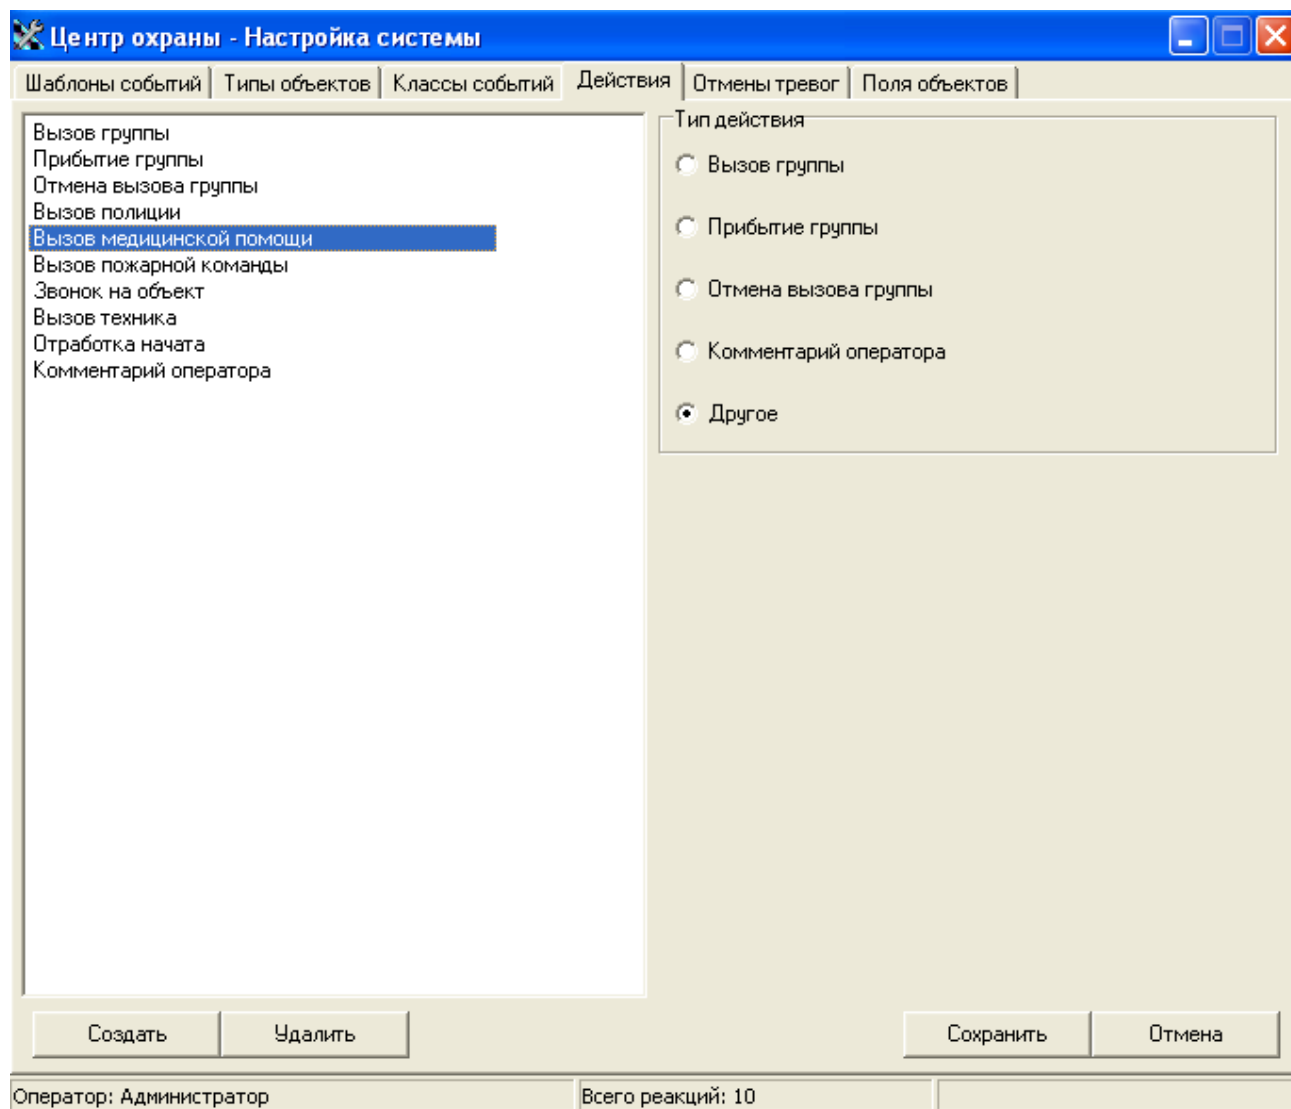 Центр охраны - Настройка системы
Шаблоны событий Типы объектов Классы событий Действия Отмены тревог Поля объектов
Вызов группы
Прибытие группы
Отмена вызова группы
Вызов полиции
Вызов медицинской помощи
Вызов пожарной команды
Звонок на объект
Вызов техника
Отработка начата
Комментарий оператора
Тип действия
Вызов группы
Прибытие группы
Отмена вызова группы
Комментарий оператора
Другое
Создать Удалить Сохранить Отмена
Оператор: Администратор Всего реакций: 10